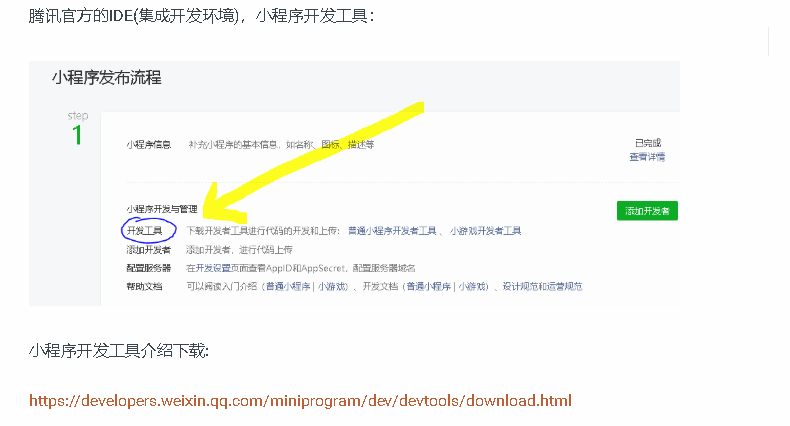 腾讯官方的IDE(集成开发环境)，小程序开发工具：
小程序发布流程
step
1
小程序信息 补充小程序的基本信息，如名称、图标、描述等 已完成
查看详情
小程序开发与管理 添加开发者
开发工具 下载开发者工具进行代码的开发和上传： 普通小程序开发者工具 、 小游戏开发者工具
添加开发者 添加开发者，进行代码上传
配置服务器 在开发设置页面查看AppID和AppSecret，配置服务器域名
帮助文档 可以阅读入门介绍（普通小程序 | 小游戏）、开发文档（普通小程序 | 小游戏）、设计规范和运营规范
小程序开发工具介绍下载:
https://developers.weixin.qq.com/miniprogram/dev/devtools/download.html